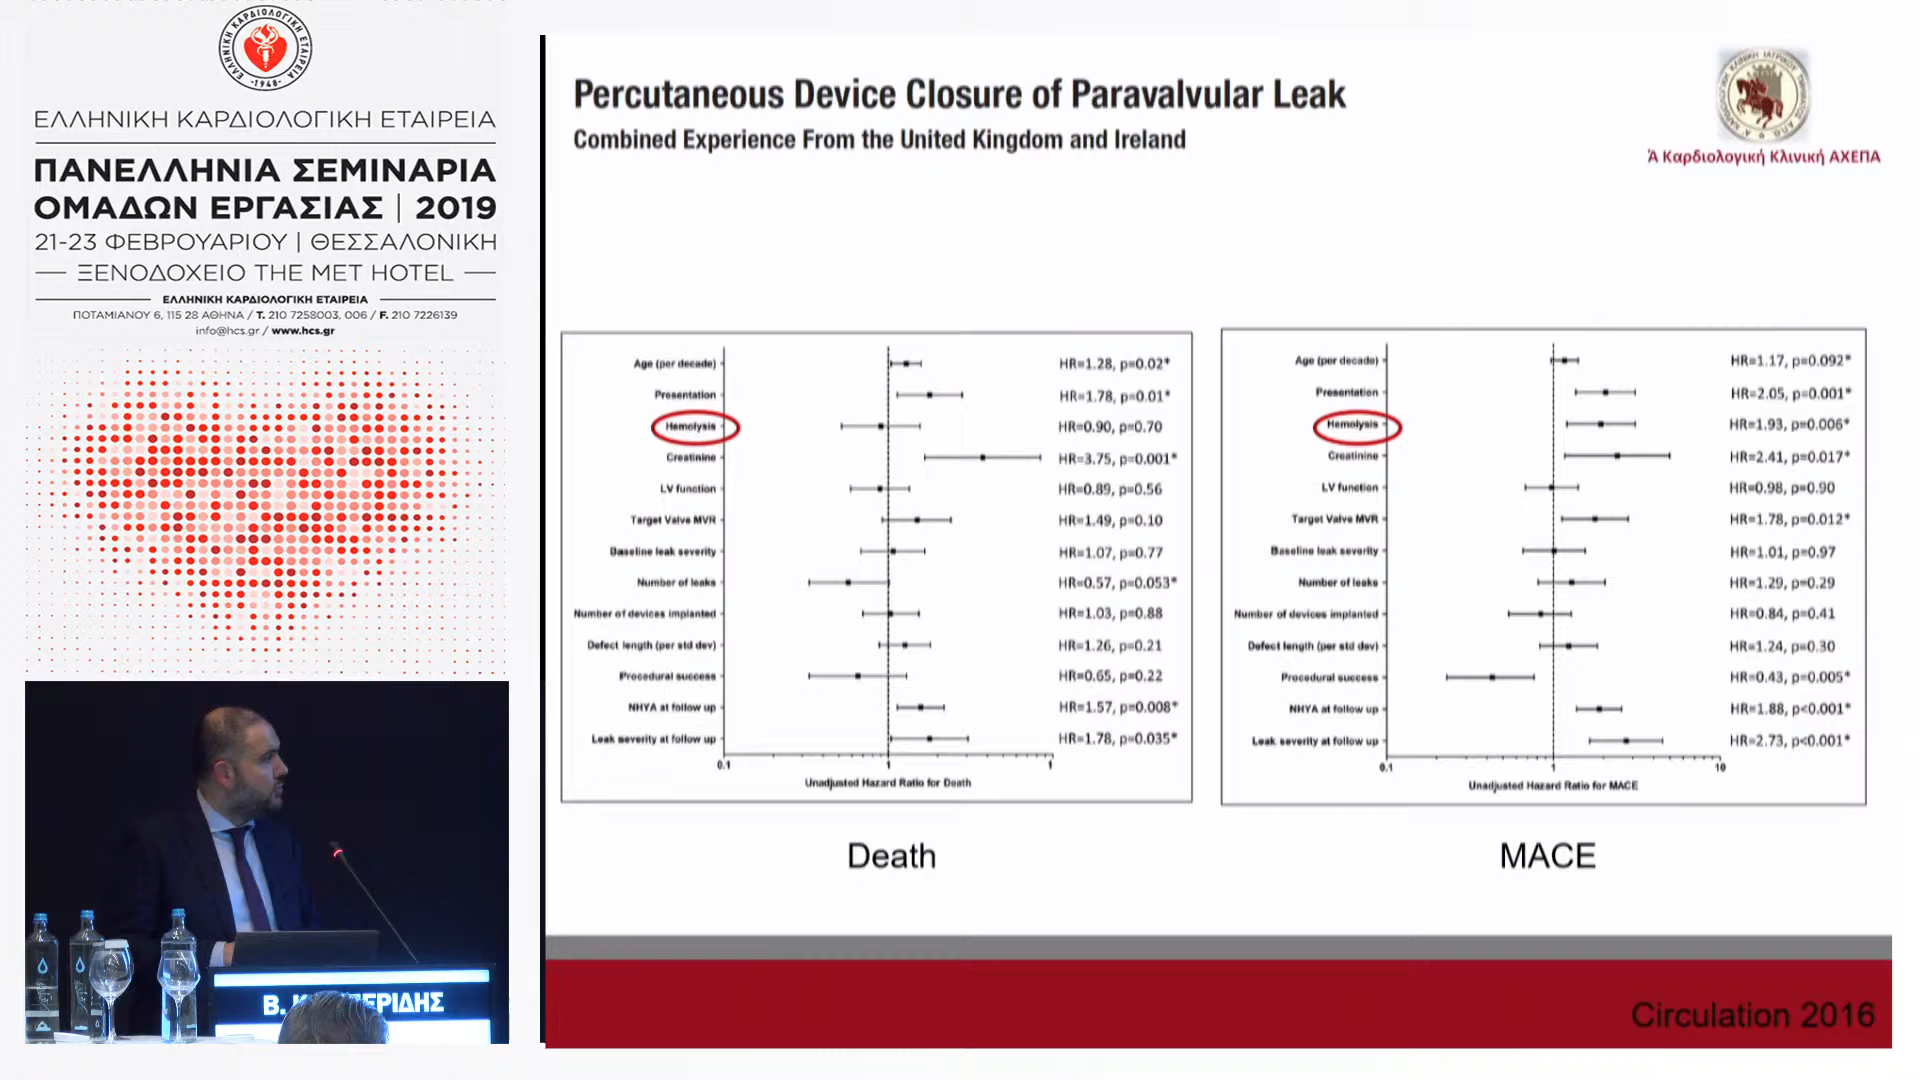 ΕΛΛΗΝΙΚΗ ΚΑΡΔΙΟΛΟΓΙΚΗ ΕΤΑΙΡΕΙΑ
-1948-
ΕΛΛΗΝΙΚΗ ΚΑΡΔΙΟΛΟΓΙΚΗ ΕΤΑΙΡΕΙΑ
ΠΑΝΕΛΛΗΝΙΑ ΣΕΜΙΝΑΡΙΑ
ΟΜΑΔΩΝ ΕΡΓΑΣΙΑΣ | 2019
21-23 ΦΕΒΡΟΥΑΡΙΟΥ | ΘΕΣΣΑΛΟΝΙΚΗ
ΞΕΝΟΔΟΧΕΙΟ THE MET HOTEL
ΕΛΛΗΝΙΚΗ ΚΑΡΔΙΟΛΟΓΙΚΗ ΕΤΑΙΡΕΙΑ
ΠΟΤΑΜΙΑΝΟΥ 6, 115 28 ΑΘΗΝΑ / T. 210 7258003, 006 / F. 210 7226139
info@hcs.gr / www.hcs.gr
Percutaneous Device Closure of Paravalvular Leak
Combined Experience From the United Kingdom and Ireland
Ά Καρδιολογική Κλινική ΑΧΕΠΑ
Age (per decade) HR=1.28, p=0.02*
Presentation HR=1.78, p=0.01*
Hemolysis HR=0.90, p=0.70
Creatinine HR=3.75, p=0.001*
LV function HR=0.89, p=0.56
Target Valve MVR HR=1.49, p=0.10
Baseline leak severity HR=1.07, p=0.77
Number of leaks HR=0.57, p=0.053*
Number of devices implanted HR=1.03, p=0.88
Defect length (per std dev) HR=1.26, p=0.21
Procedural success HR=0.65, p=0.22
NHYA at follow up HR=1.57, p=0.008*
Leak severity at follow up HR=1.78, p=0.035*
0.1 1 1
Unadjusted Hazard Ratio for Death
Death
Age (per decade) HR=1.17, p=0.092*
Presentation HR=2.05, p=0.001*
Hemolysis HR=1.93, p=0.006*
Creatinine HR=2.41, p=0.017*
LV function HR=0.98, p=0.90
Target Valve MVR HR=1.78, p=0.012*
Baseline leak severity HR=1.01, p=0.97
Number of leaks HR=1.29, p=0.29
Number of devices implanted HR=0.84, p=0.41
Defect length (per std dev) HR=1.24, p=0.30
Procedural success HR=0.43, p=0.005*
NHYA at follow up HR=1.88, p<0.001*
Leak severity at follow up HR=2.73, p<0.001*
0.1 1 10
Unadjusted Hazard Ratio for MACE
MACE
Circulation 2016
Β.